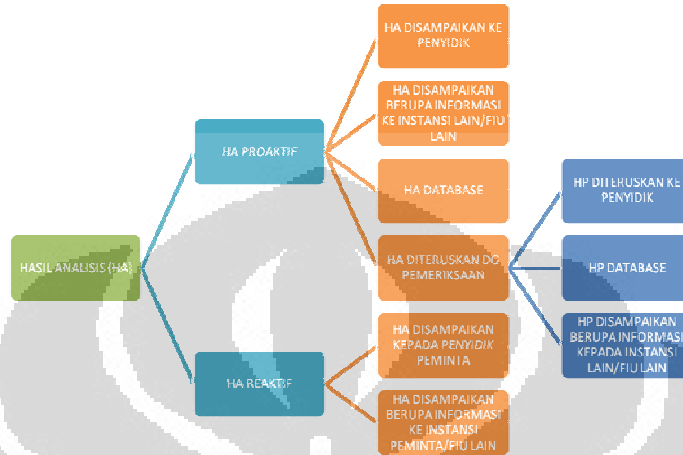 HASIL ANALISIS (HA)
HA PROAKTIF
HA REAKTIF
HA DISAMPAIKAN KE
PENYIDIK
HA DISAMPAIKAN
BERUPA INFORMASI
KE INSTANSI LAIN/FIU
LAIN
HA DATABASE
HA DITERUSKAN DG
PEMERIKSAAN
HA DISAMPAIKAN
KEPADA PENYIDIK
PEMINTA
HA DISAMPAIKAN
BERUPA INFORMASI
KE INSTANSI
PEMINTA/FIU LAIN
HP DITERUSKAN KE
PENYIDIK
HP DATABASE
HP DISAMPAIKAN
BERUPA INFORMASI
KEPADA INSTANSI
LAIN/FIU LAIN